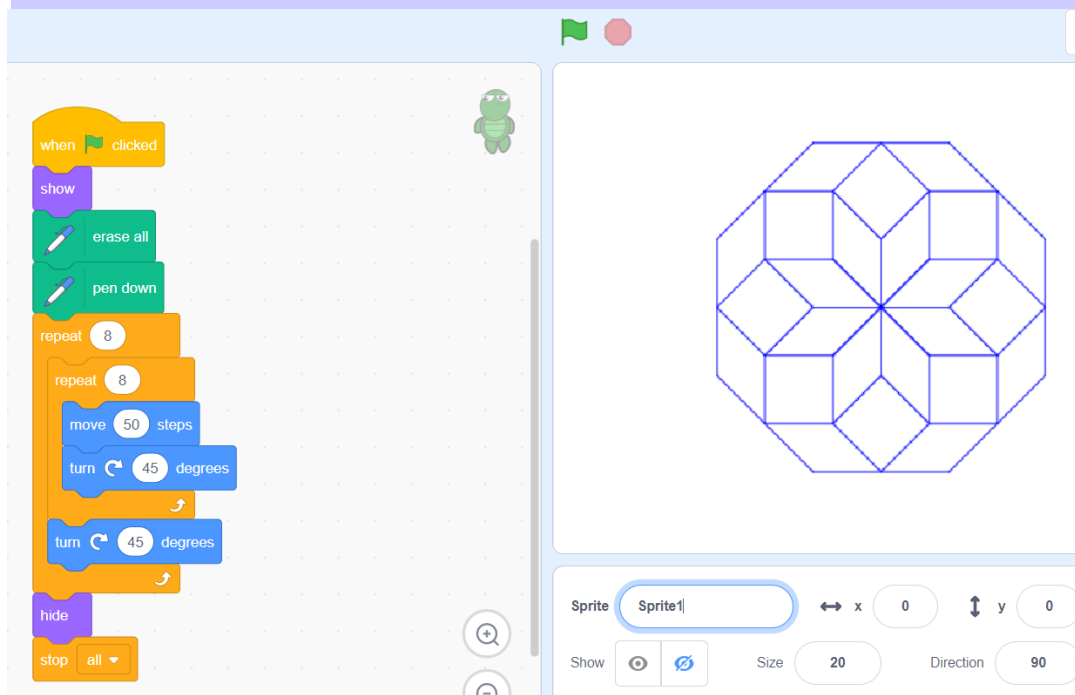 when clicked
show
erase all
pen down
repeat 8
repeat 8
move 50 steps
turn 45 degrees
turn 45 degrees
hide
stop all
Sprite Sprite1 x 0 y 0
Show Size 20 Direction 90